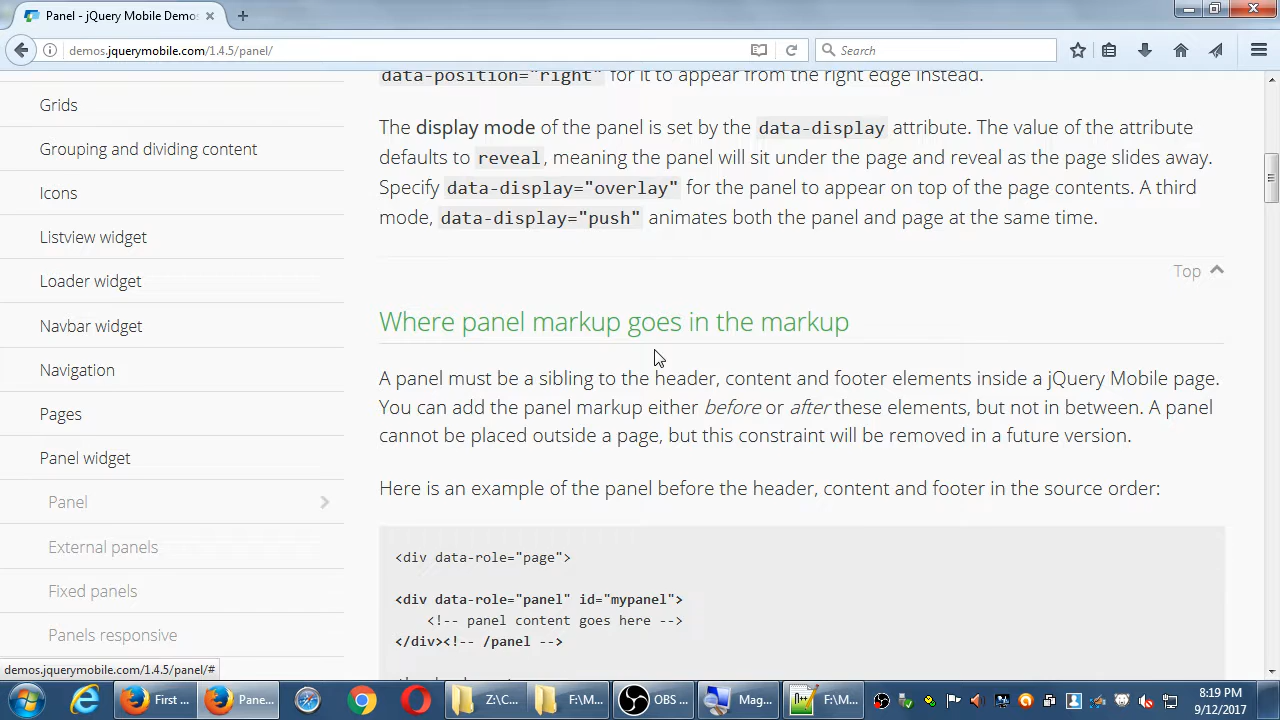 Panel - jQuery Mobile Demos
demos.jquerymobile.com/1.4.5/panel/
Search
Grids
Grouping and dividing content
Icons
Listview widget
Loader widget
Navbar widget
Navigation
Pages
Panel widget
Panel
External panels
Fixed panels
Panels responsive
data-position="right" for it to appear from the right edge instead.
The display mode of the panel is set by the data-display attribute. The value of the attribute
defaults to reveal, meaning the panel will sit under the page and reveal as the page slides away.
Specify data-display="overlay" for the panel to appear on top of the page contents. A third
mode, data-display="push" animates both the panel and page at the same time.
Top
Where panel markup goes in the markup
A panel must be a sibling to the header, content and footer elements inside a jQuery Mobile page.
You can add the panel markup either before or after these elements, but not in between. A panel
cannot be placed outside a page, but this constraint will be removed in a future version.
Here is an example of the panel before the header, content and footer in the source order:
<div data-role="page">
<div data-role="panel" id="mypanel">
<!-- panel content goes here -->
</div><!-- /panel -->
demos.jquerymobile.com/1.4.5/panel/#
First ...
Pane...
Z:\C...
F:\M...
OBS ...
Mag...
F:\M...
8:19 PM
9/12/2017